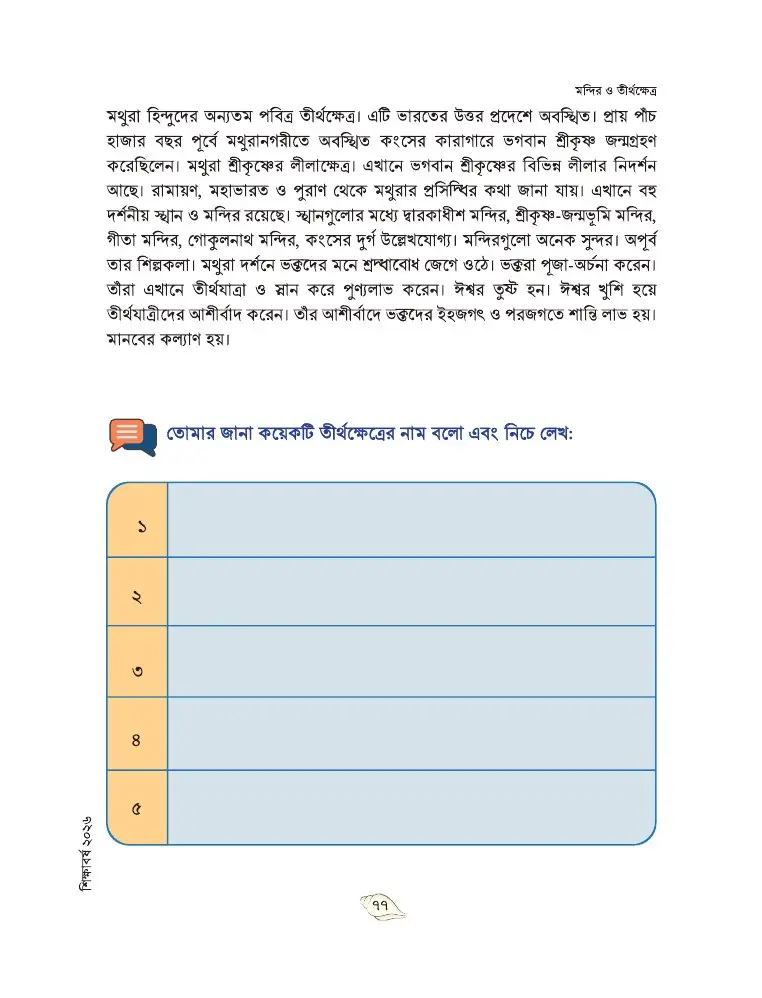 মন্দির ও তীর্থক্ষেত্র
মথুরা হিন্দুদের অন্যতম পবিত্র তীর্থক্ষেত্র। এটি ভারতের উত্তর প্রদেশে অবস্থিত। প্রায় পাঁচ
হাজার বছর পূর্বে মথুরানগরীতে অবস্থিত কংসের কারাগারে ভগবান শ্রীকৃষ্ণ জন্মগ্রহণ
করেছিলেন। মথুরা শ্রীকৃষ্ণের লীলাক্ষেত্র। এখানে ভগবান শ্রীকৃষ্ণের বিভিন্ন লীলার নিদর্শন
আছে। রামায়ণ, মহাভারত ও পুরাণ থেকে মথুরার প্রসিদ্ধির কথা জানা যায়। এখানে বহু
দর্শনীয় স্থান ও মন্দির রয়েছে। স্থানগুলোর মধ্যে দ্বারকাধীশ মন্দির, শ্রীকৃষ্ণ-জন্মভূমি মন্দির,
গীতা মন্দির, গোকুলনাথ মন্দির, কংসের দুর্গ উল্লেখযোগ্য। মন্দিরগুলো অনেক সুন্দর। অপূর্ব
তার শিল্পকলা। মথুরা দর্শনে ভক্তদের মনে শ্রদ্ধাবোধ জেগে ওঠে। ভক্তরা পূজা-অর্চনা করেন।
তাঁরা এখানে তীর্থযাত্রা ও স্নান করে পুণ্যলাভ করেন। ঈশ্বর তুষ্ট হন। ঈশ্বর খুশি হয়ে
তীর্থযাত্রীদের আশীর্বাদ করেন। তাঁর আশীর্বাদে ভক্তদের ইহজগৎ ও পরজগতে শান্তি লাভ হয়।
মানবের কল্যাণ হয়।
তোমার জানা কয়েকটি তীর্থক্ষেত্রের নাম বলো এবং নিচে লেখ:
১
২
৩
৪
৫
শিক্ষাবর্ষ ২০২৬
৭৭